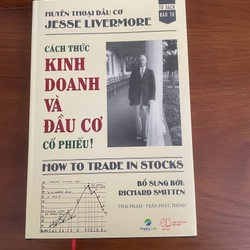 HUYỀN THOẠI ĐẦU CƠ
JESSE LIVERMORE
TỦ SÁCH
ĐẦU TƯ
CÁCH THỨC
KINH
DOANH
VÀ
ĐẦU CƠ
CỔ PHIẾU!
HOW TO TRADE IN STOCKS
BỔ SUNG BỞI:
RICHARD SMITTEN
THÁI PHẠM - TRẦN PHÚC THỊNH